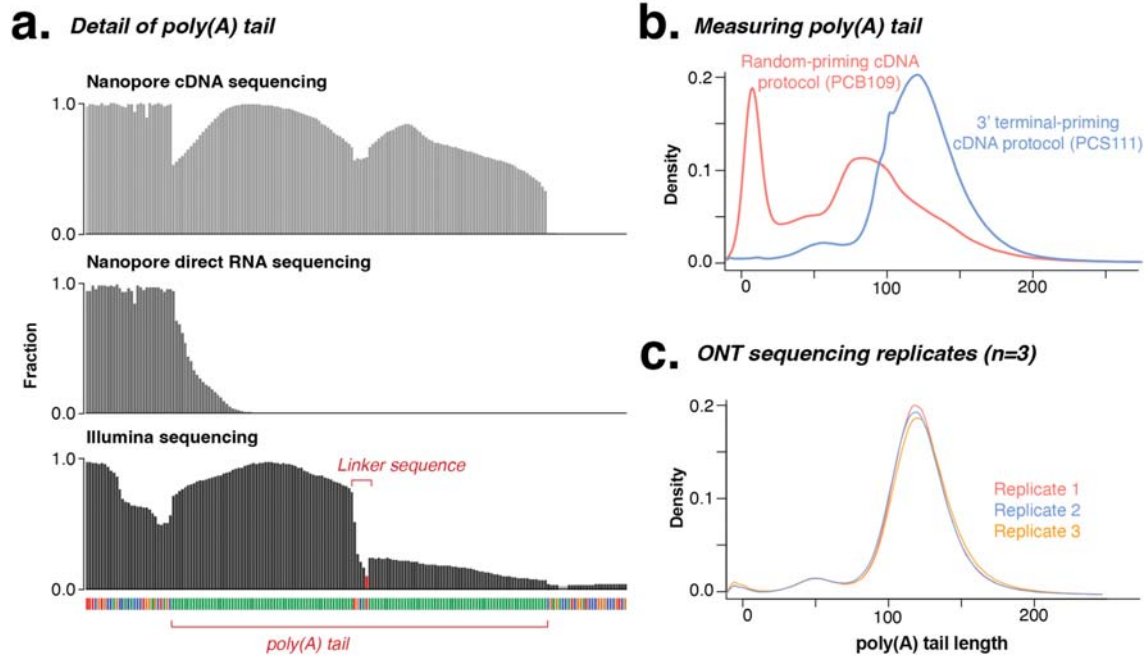 a. Detail of poly(A) tail
Nanopore cDNA sequencing
1.0
0.0
Nanopore direct RNA sequencing
1.0
Fraction
0.0
Illumina sequencing
1.0
Linker sequence
0.0
poly(A) tail
b. Measuring poly(A) tail
Random-priming cDNA
protocol (PCB109)
3' terminal-priming
cDNA protocol (PCS111)
0.2
0.1
0.0
Density
0 100 200
c. ONT sequencing replicates (n=3)
0.2
0.1
0.0
Density
Replicate 1
Replicate 2
Replicate 3
0 100 200
poly(A) tail length